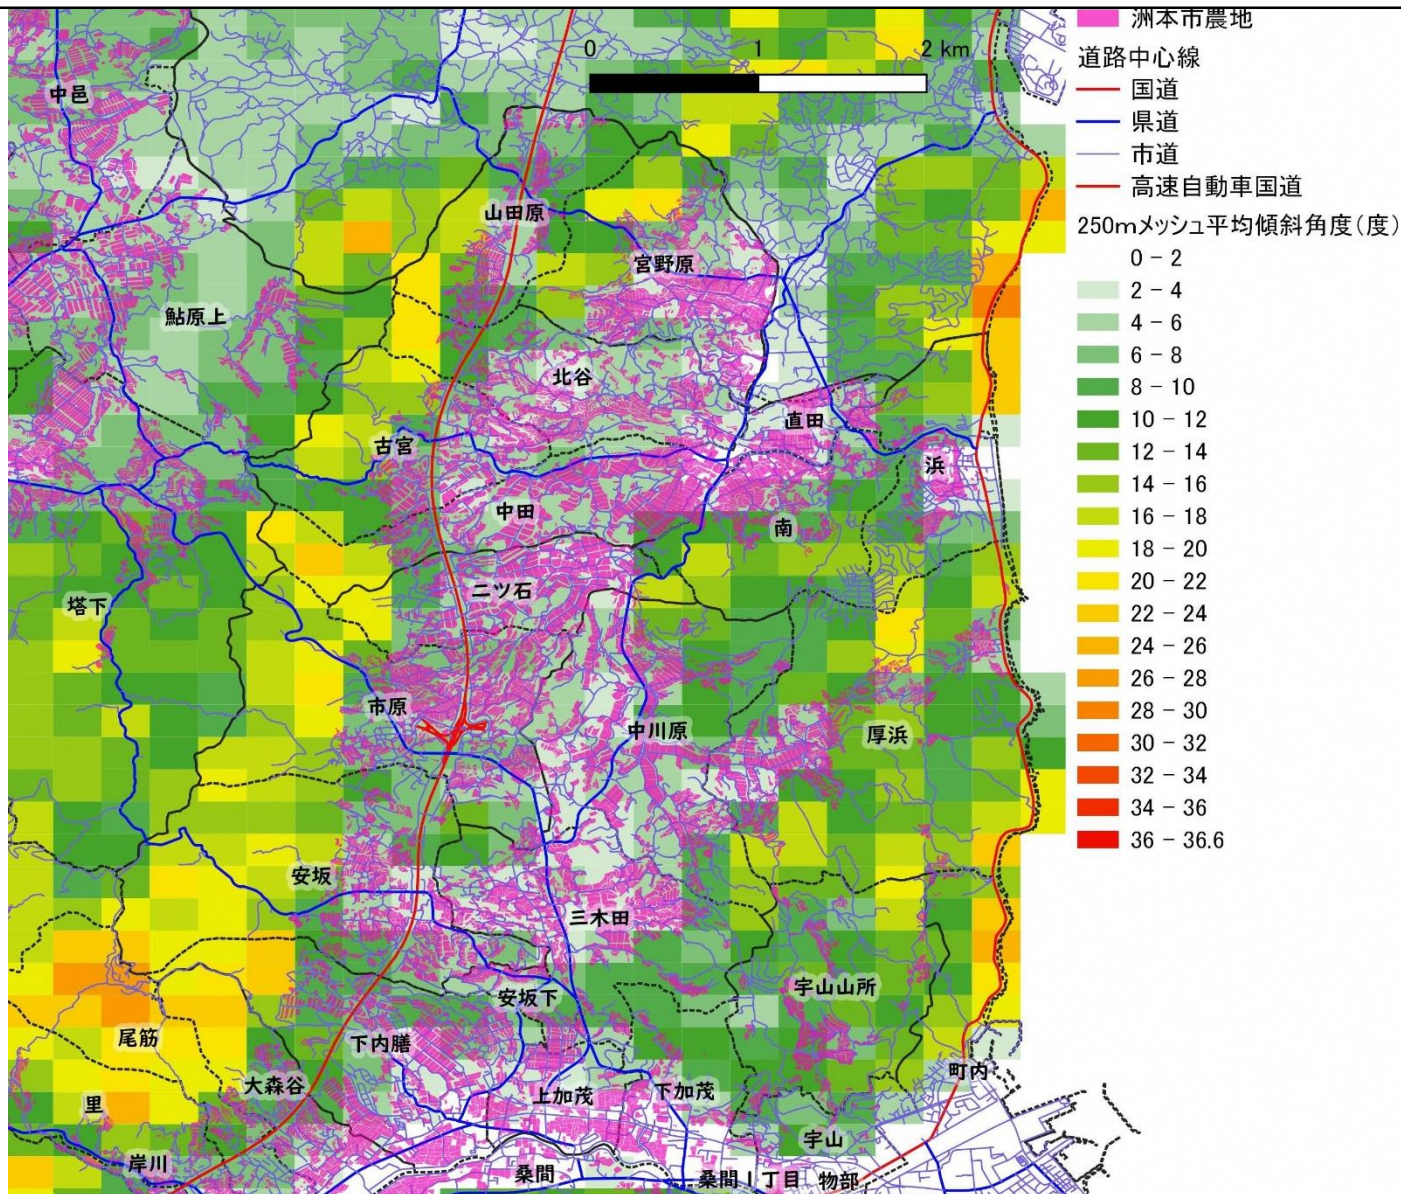 洲本市農地
道路中心線
国道
県道
市道
高速自動車国道
250mメッシュ平均傾斜角度(度)
0 − 2
2 − 4
4 − 6
6 − 8
8 − 10
10 − 12
12 − 14
14 − 16
16 − 18
18 − 20
20 − 22
22 − 24
24 − 26
26 − 28
28 − 30
30 − 32
32 − 34
34 − 36
36 − 36.6
0 1 2 km
中邑
山田原
宮野原
鮎原上
北谷
直田
古宮
浜
中田
南
二ツ石
塔下
市原
中川原
厚浜
安坂
三木田
宇山山所
安坂下
尾筋
下内膳
町内
大森谷
上加茂
下加茂
里
宇山
岸川
桑間
桑間1丁目
物部